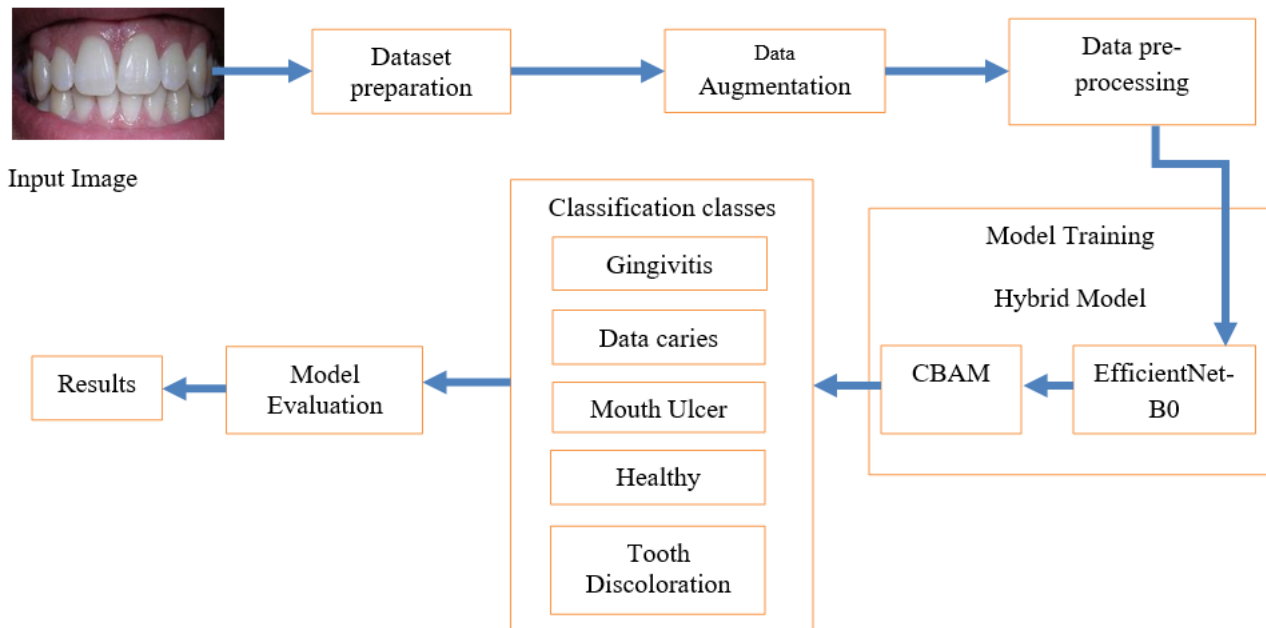 Input Image
Dataset
preparation
Data
Augmentation
Data pre-
processing
Model Training
Hybrid Model
EfficientNet-
B0
CBAM
Classification classes
Gingivitis
Data caries
Mouth Ulcer
Healthy
Tooth
Discoloration
Model
Evaluation
Results